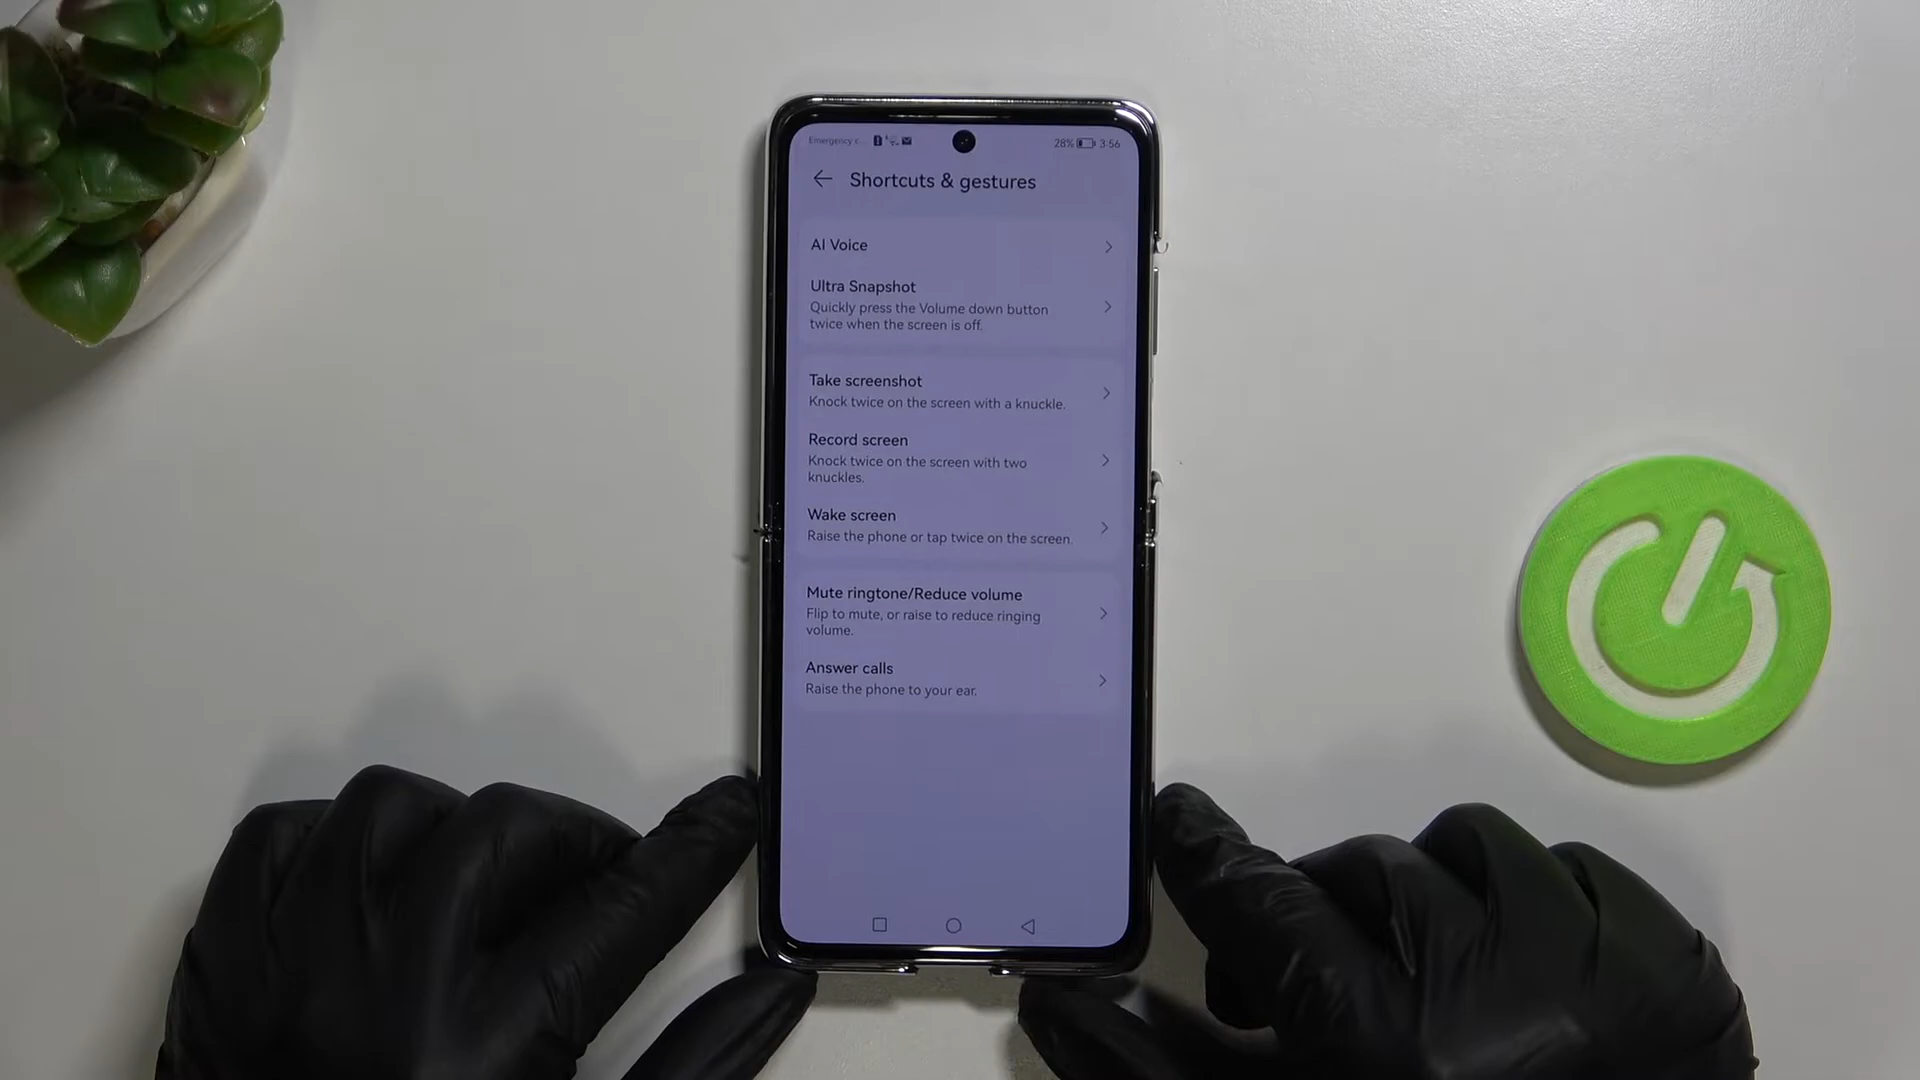 Emergency c...
28% 3:56
Shortcuts & gestures
AI Voice
Ultra Snapshot
Quickly press the Volume down button
twice when the screen is off.
Take screenshot
Knock twice on the screen with a knuckle.
Record screen
Knock twice on the screen with two
knuckles.
Wake screen
Raise the phone or tap twice on the screen.
Mute ringtone/Reduce volume
Flip to mute, or raise to reduce ringing
volume.
Answer calls
Raise the phone to your ear.